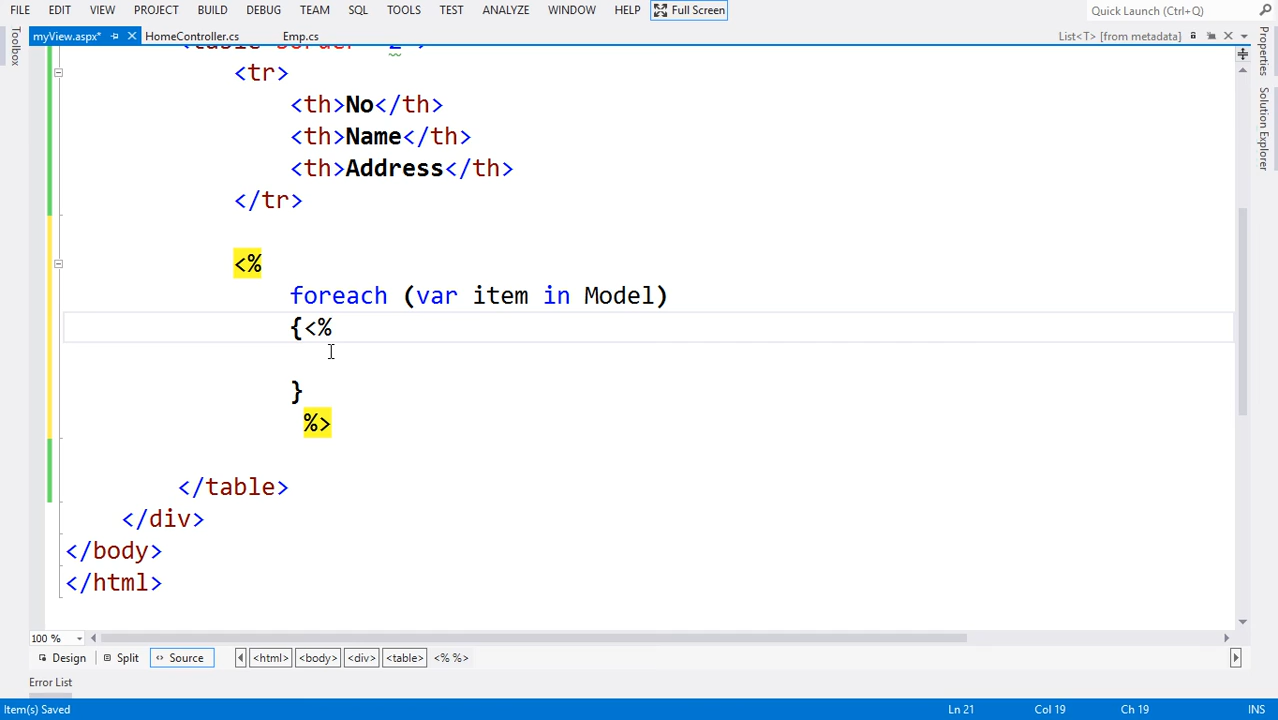 FILE EDIT VIEW PROJECT BUILD DEBUG TEAM SQL TOOLS TEST ANALYZE WINDOW HELP Full Screen Quick Launch (Ctrl+Q)
myView.aspx* HomeController.cs Emp.cs List<T> [from metadata]
Toolbox
Properties
Solution Explorer
<tr>
<th>No</th>
<th>Name</th>
<th>Address</th>
</tr>
<%
foreach (var item in Model)
{<%
}
%>
</table>
</div>
</body>
</html>
100 %
Design Split Source <html> <body> <div> <table> <% %>
Error List
Item(s) Saved Ln 21 Col 19 Ch 19 INS